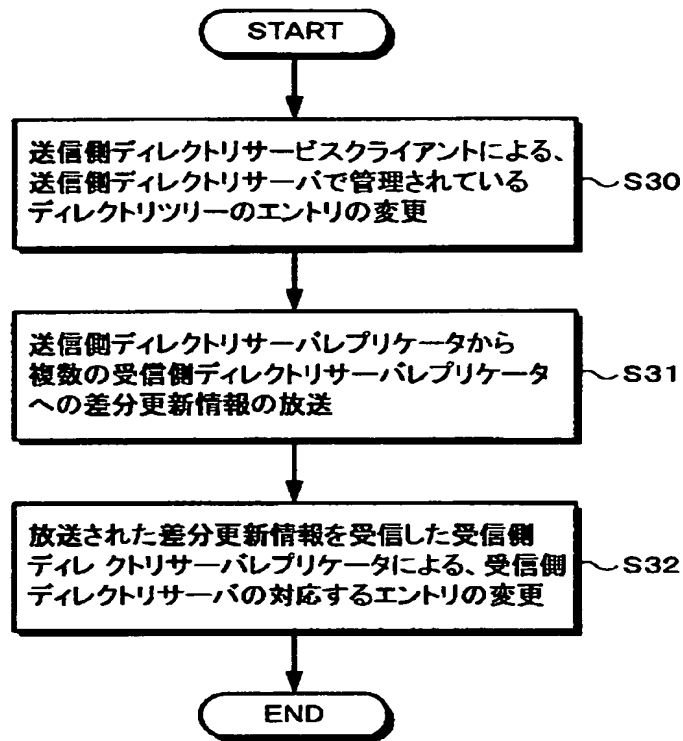 START
送信側ディレクトリサービスクライアントによる、
送信側ディレクトリサーバで管理されている
ディレクトリツリーのエントリの変更
S30
送信側ディレクトリサーバレプリケータから
複数の受信側ディレクトリサーバレプリケータ
への差分更新情報の放送
S31
放送された差分更新情報を受信した受信側
ディレ クトリサーバレプリケータによる、受信側
ディレクトリサーバの対応するエントリの変更
S32
END